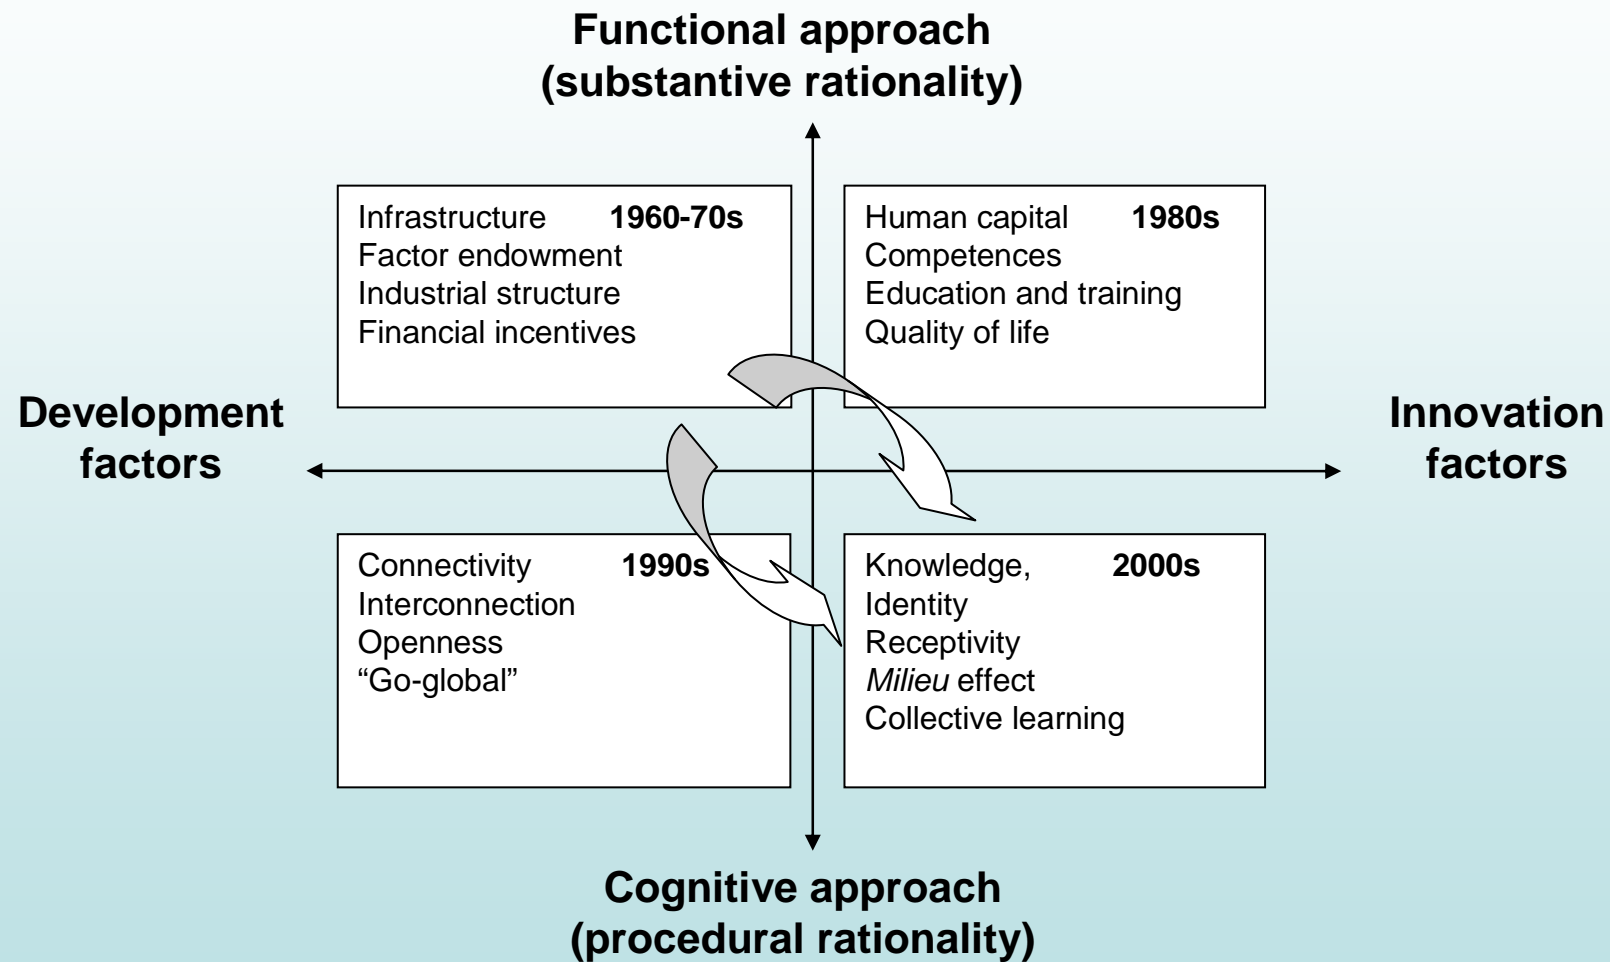 Functional approach
(substantive rationality)
Infrastructure 1960-70s
Factor endowment
Industrial structure
Financial incentives
Human capital 1980s
Competences
Education and training
Quality of life
Development
factors
Innovation
factors
Connectivity 1990s
Interconnection
Openness
“Go-global”
Knowledge, 2000s
Identity
Receptivity
Milieu effect
Collective learning
Cognitive approach
(procedural rationality)